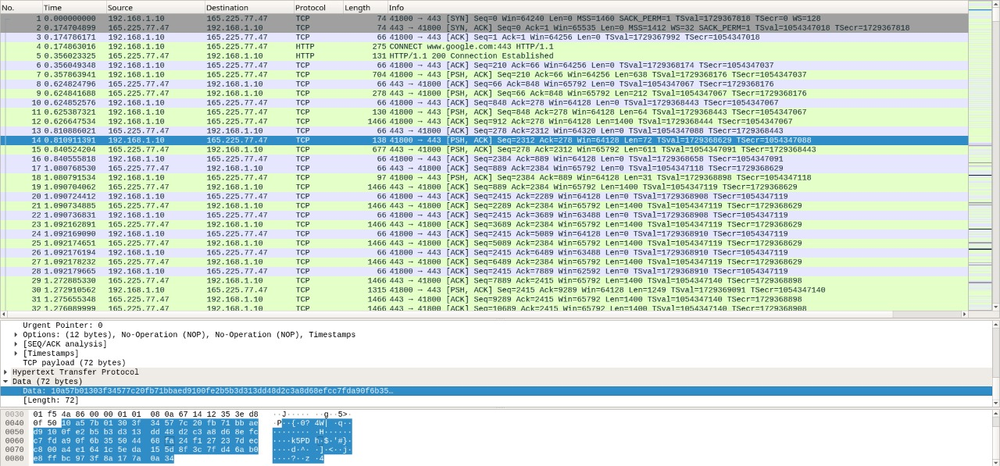 No. Time Source Destination Protocol Length Info
1 0.000000000 192.168.1.10 165.225.77.47 TCP 74 41800 → 443 [SYN] Seq=0 Win=64240 Len=0 MSS=1460 SACK_PERM=1 TSval=1729367818 TSecr=0 WS=128
2 0.174704899 165.225.77.47 192.168.1.10 TCP 74 443 → 41800 [SYN, ACK] Seq=0 Ack=1 Win=65535 Len=0 MSS=1412 WS=32 SACK_PERM=1 TSval=1054347018 TSecr=1729367818
3 0.174786171 192.168.1.10 165.225.77.47 TCP 66 41800 → 443 [ACK] Seq=1 Ack=1 Win=64256 Len=0 TSval=1729367992 TSecr=1054347018
4 0.174863016 192.168.1.10 165.225.77.47 HTTP 275 CONNECT www.google.com:443 HTTP/1.1
5 0.356023325 165.225.77.47 192.168.1.10 HTTP 131 HTTP/1.1 200 Connection Established
6 0.356049348 192.168.1.10 165.225.77.47 TCP 66 41800 → 443 [ACK] Seq=210 Ack=66 Win=64256 Len=0 TSval=1729368174 TSecr=1054347037
7 0.357863941 192.168.1.10 165.225.77.47 TCP 704 41800 → 443 [PSH, ACK] Seq=210 Ack=66 Win=64256 Len=638 TSval=1729368176 TSecr=1054347037
8 0.624824796 165.225.77.47 192.168.1.10 TCP 66 443 → 41800 [ACK] Seq=66 Ack=848 Win=65792 Len=0 TSval=1054347067 TSecr=1729368176
9 0.624841688 165.225.77.47 192.168.1.10 TCP 278 443 → 41800 [PSH, ACK] Seq=66 Ack=848 Win=65792 Len=212 TSval=1054347067 TSecr=1729368176
10 0.624852576 192.168.1.10 165.225.77.47 TCP 66 41800 → 443 [ACK] Seq=848 Ack=278 Win=64128 Len=0 TSval=1729368443 TSecr=1054347067
11 0.625387321 192.168.1.10 165.225.77.47 TCP 130 41800 → 443 [PSH, ACK] Seq=848 Ack=278 Win=64128 Len=64 TSval=1729368443 TSecr=1054347067
12 0.626647534 192.168.1.10 165.225.77.47 TCP 1466 41800 → 443 [ACK] Seq=912 Ack=278 Win=64128 Len=1400 TSval=1729368444 TSecr=1054347067
13 0.810886021 165.225.77.47 192.168.1.10 TCP 66 443 → 41800 [ACK] Seq=278 Ack=2312 Win=64320 Len=0 TSval=1054347088 TSecr=1729368443
14 0.810911391 192.168.1.10 165.225.77.47 TCP 138 41800 → 443 [PSH, ACK] Seq=2312 Ack=278 Win=64128 Len=72 TSval=1729368629 TSecr=1054347088
15 0.840524204 165.225.77.47 192.168.1.10 TCP 677 443 → 41800 [PSH, ACK] Seq=278 Ack=2312 Win=65792 Len=611 TSval=1054347091 TSecr=1729368443
16 0.840555818 192.168.1.10 165.225.77.47 TCP 66 41800 → 443 [ACK] Seq=2384 Ack=889 Win=64128 Len=0 TSval=1729368658 TSecr=1054347091
17 1.080768530 165.225.77.47 192.168.1.10 TCP 66 443 → 41800 [ACK] Seq=889 Ack=2384 Win=65792 Len=0 TSval=1054347118 TSecr=1729368629
18 1.080791534 192.168.1.10 165.225.77.47 TCP 97 41800 → 443 [PSH, ACK] Seq=2384 Ack=889 Win=64128 Len=31 TSval=1729368898 TSecr=1054347118
19 1.090704062 165.225.77.47 192.168.1.10 TCP 1466 443 → 41800 [ACK] Seq=889 Ack=2384 Win=65792 Len=1400 TSval=1054347119 TSecr=1729368629
20 1.090724412 192.168.1.10 165.225.77.47 TCP 66 41800 → 443 [ACK] Seq=2415 Ack=2289 Win=64128 Len=0 TSval=1729368908 TSecr=1054347119
21 1.090734885 165.225.77.47 192.168.1.10 TCP 1466 443 → 41800 [ACK] Seq=2289 Ack=2384 Win=65792 Len=1400 TSval=1054347119 TSecr=1729368629
22 1.090736831 192.168.1.10 165.225.77.47 TCP 66 41800 → 443 [ACK] Seq=2415 Ack=3689 Win=63488 Len=0 TSval=1729368908 TSecr=1054347119
23 1.092162891 165.225.77.47 192.168.1.10 TCP 1466 443 → 41800 [ACK] Seq=3689 Ack=2384 Win=65792 Len=1400 TSval=1054347119 TSecr=1729368629
24 1.092169090 192.168.1.10 165.225.77.47 TCP 66 41800 → 443 [ACK] Seq=2415 Ack=5089 Win=64128 Len=0 TSval=1729368910 TSecr=1054347119
25 1.092174651 165.225.77.47 192.168.1.10 TCP 1466 443 → 41800 [ACK] Seq=5089 Ack=2384 Win=65792 Len=1400 TSval=1054347119 TSecr=1729368629
26 1.092176194 192.168.1.10 165.225.77.47 TCP 66 41800 → 443 [ACK] Seq=2415 Ack=6489 Win=63488 Len=0 TSval=1729368910 TSecr=1054347119
27 1.092178232 165.225.77.47 192.168.1.10 TCP 1466 443 → 41800 [ACK] Seq=6489 Ack=2384 Win=65792 Len=1400 TSval=1054347119 TSecr=1729368629
28 1.092179665 192.168.1.10 165.225.77.47 TCP 66 41800 → 443 [ACK] Seq=2415 Ack=7889 Win=62592 Len=0 TSval=1729368910 TSecr=1054347119
29 1.272885330 165.225.77.47 192.168.1.10 TCP 1466 443 → 41800 [ACK] Seq=7889 Ack=2415 Win=65792 Len=1400 TSval=1054347140 TSecr=1729368898
30 1.272910562 192.168.1.10 165.225.77.47 TCP 1315 41800 → 443 [PSH, ACK] Seq=2415 Ack=9289 Win=64128 Len=1249 TSval=1729369091 TSecr=1054347140
31 1.275655348 165.225.77.47 192.168.1.10 TCP 1466 443 → 41800 [ACK] Seq=9289 Ack=2415 Win=65792 Len=1400 TSval=1054347140 TSecr=1729368898
32 1.276089999 165.225.77.47 192.168.1.10 TCP 1466 443 → 41800 [ACK] Seq=10689 Ack=2415 Win=65792 Len=1400 TSval=1054347140 TSecr=1729368908
Urgent Pointer: 0
Options: (12 bytes), No-Operation (NOP), No-Operation (NOP), Timestamps
[SEQ/ACK analysis]
[Timestamps]
TCP payload (72 bytes)
Hypertext Transfer Protocol
Data (72 bytes)
Data: 10a57b01303f34577c20fb71bbaed9100fe2b5b3d313dd48d2c3a8d68efcc7fda90f6b35…
[Length: 72]
0030 01 f5 4a 86 00 00 01 01 08 0a 67 14 12 35 3e d8 ··J····· ··g··5>·
0040 0f 50 10 a5 7b 01 30 3f 34 57 7c 20 fb 71 bb ae ·P··{·0? 4W| ·q··
0050 d9 10 0f e2 b5 b3 d3 13 dd 48 d2 c3 a8 d6 8e fc ········ ·H······
0060 c7 fd a9 0f 6b 35 50 44 68 fa 24 f1 27 23 7d ec ····k5PD h·$·'#}·
0070 c8 00 a4 e1 64 1c 5e da 15 5d 8f 3c 7f d4 6a b0 ····d·^· ·]·<··j·
0080 e8 ff bc 97 3f 8a 17 7a 0a 34 ····?··z ·4